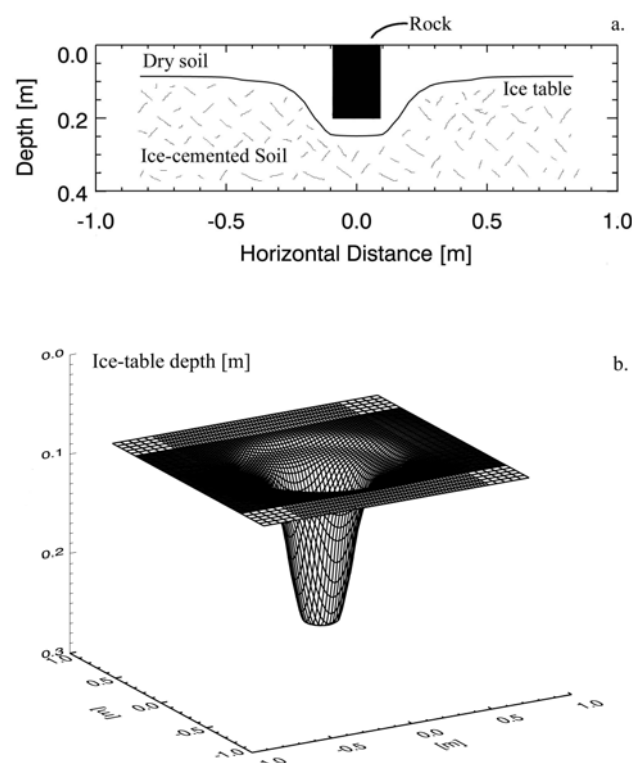 Rock
a.
0.0
Dry soil
Ice table
0.2
Ice-cemented Soil
0.4
Depth [m]
-1.0 -0.5 0.0 0.5 1.0
Horizontal Distance [m]
0.0
Ice-table depth [m]
b.
0.1
0.2
0.3
1.0
0.5
0.0
-0.5
-1.0
[m]
-1.0
-0.5
0.0
0.5
1.0
[m]